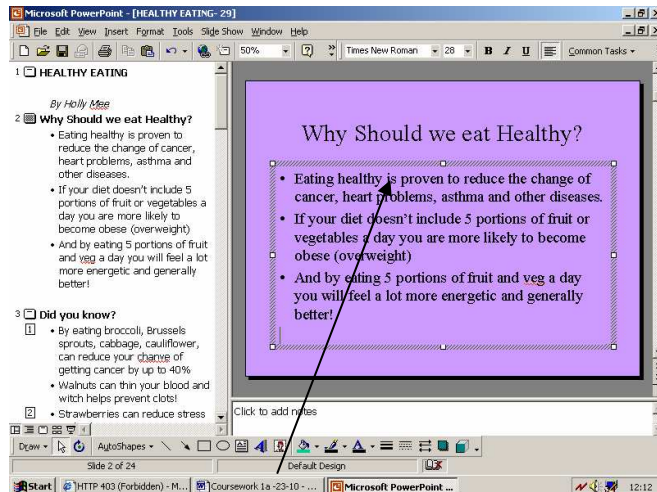 Microsoft PowerPoint - [HEALTHY EATING- 29]
File Edit View Insert Format Tools Slide Show Window Help
50% Times New Roman 28 B I U Common Tasks
1 HEALTHY EATING
By Holly Mee
2 Why Should we eat Healthy?
• Eating healthy is proven to
reduce the change of cancer,
heart problems, asthma and
other diseases.
• If your diet doesn't include 5
portions of fruit or vegetables a
day you are more likely to
become obese (overweight)
• And by eating 5 portions of fruit
and veg a day you will feel a lot
more energetic and generally
better!
3 Did you know?
1 • By eating broccoli, Brussels
sprouts, cabbage, cauliflower,
can reduce your chanve of
getting cancer by up to 40%
• Walnuts can thin your blood and
witch helps prevent clots!
2 • Strawberries can reduce stress
Why Should we eat Healthy?
• Eating healthy is proven to reduce the change of
cancer, heart problems, asthma and other diseases.
• If your diet doesn't include 5 portions of fruit or
vegetables a day you are more likely to become
obese (overweight)
• And by eating 5 portions of fruit and veg a day
you will feel a lot more energetic and generally
better!
Click to add notes
Draw AutoShapes
Slide 2 of 24 Default Design
Start HTTP 403 (Forbidden) - M... Coursework 1a -23-10 - ... Microsoft PowerPoint ... 12:12